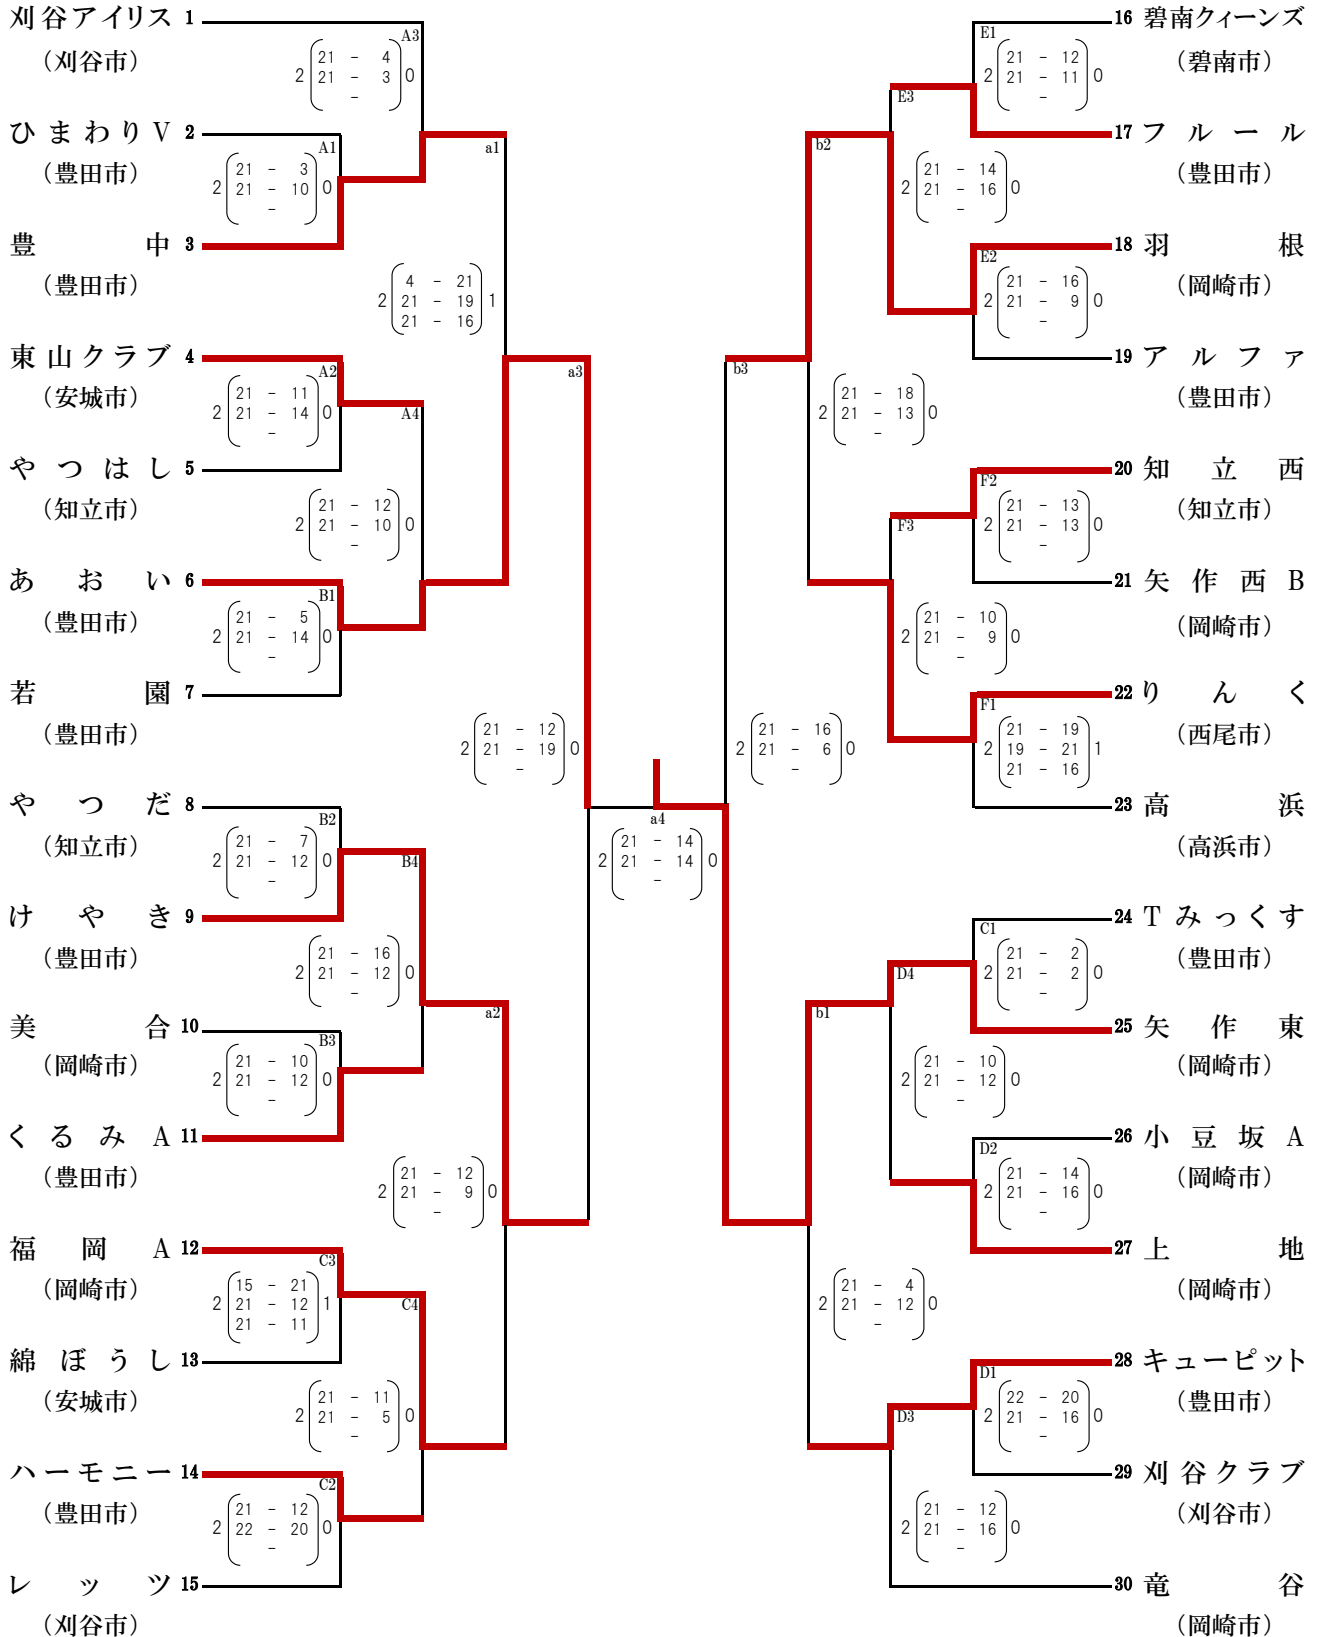 刈谷アイリス 1
（刈谷市）
A3
21 - 4
2 21 - 3 0
-
ひまわりV 2
（豊田市）
A1
21 - 3
2 21 - 10 0
-
a1
豊中 3
（豊田市）
4 - 21
2 21 - 19 1
21 - 16
東山クラブ 4
（安城市）
A2
21 - 11
2 21 - 14 0
-
A4
a3
やつはし 5
（知立市）
21 - 12
2 21 - 10 0
-
あおい 6
（豊田市）
B1
21 - 5
2 21 - 14 0
-
若園 7
（豊田市）
21 - 12
2 21 - 19 0
-
やつだ 8
（知立市）
B2
21 - 7
2 21 - 12 0
-
B4
けやき 9
（豊田市）
21 - 16
2 21 - 12 0
-
a2
美合 10
（岡崎市）
B3
21 - 10
2 21 - 12 0
-
くるみA 11
（豊田市）
21 - 12
2 21 - 9 0
-
福岡A 12
（岡崎市）
C3
15 - 21
2 21 - 12 1
21 - 11
C4
綿ぼうし 13
（安城市）
21 - 11
2 21 - 5 0
-
ハーモニー 14
（豊田市）
C2
21 - 12
2 22 - 20 0
-
レッツ 15
（刈谷市）
a4
21 - 14
2 21 - 14 0
-
16 碧南クィーンズ
（碧南市）
E1
21 - 12
2 21 - 11 0
-
E3
17 フルール
（豊田市）
b2
21 - 14
2 21 - 16 0
-
18 羽根
（岡崎市）
E2
21 - 16
2 21 - 9 0
-
19 アルファ
（豊田市）
b3
21 - 18
2 21 - 13 0
-
20 知立西
（知立市）
F2
21 - 13
2 21 - 13 0
-
F3
21 矢作西B
（岡崎市）
21 - 10
2 21 - 9 0
-
22 りんく
（西尾市）
F1
21 - 19
2 19 - 21 1
21 - 16
21 - 16
2 21 - 6 0
-
23 高浜
（高浜市）
24 Tみっくす
（豊田市）
C1
21 - 2
2 21 - 2 0
-
D4
b1
25 矢作東
（岡崎市）
21 - 10
2 21 - 12 0
-
26 小豆坂A
（岡崎市）
D2
21 - 14
2 21 - 16 0
-
27 上地
（岡崎市）
21 - 4
2 21 - 12 0
-
28 キューピット
（豊田市）
D1
22 - 20
2 21 - 16 0
-
D3
29 刈谷クラブ
（刈谷市）
21 - 12
2 21 - 16 0
-
30 竜谷
（岡崎市）